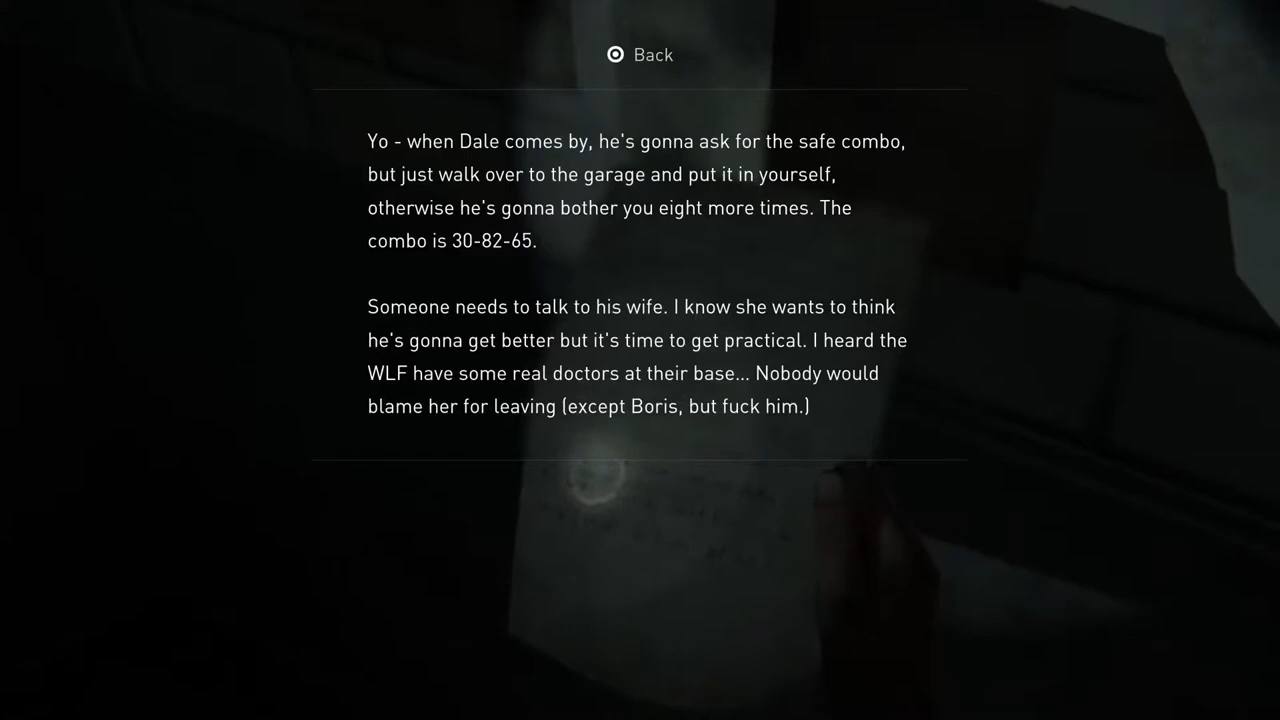 Back
Yo - when Dale comes by, he's gonna ask for the safe combo,
but just walk over to the garage and put it in yourself,
otherwise he's gonna bother you eight more times. The
combo is 30-82-65.
Someone needs to talk to his wife. I know she wants to think
he's gonna get better but it's time to get practical. I heard the
WLF have some real doctors at their base... Nobody would
blame her for leaving (except Boris, but fuck him.)